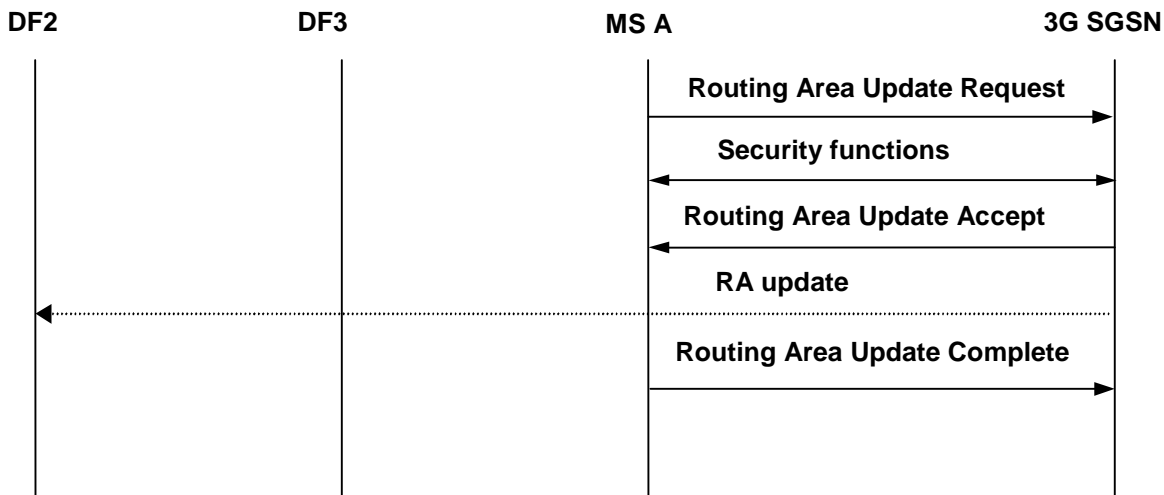 DF2
DF3
MS A
3G SGSN
Routing Area Update Request
Security functions
Routing Area Update Accept
RA update
Routing Area Update Complete